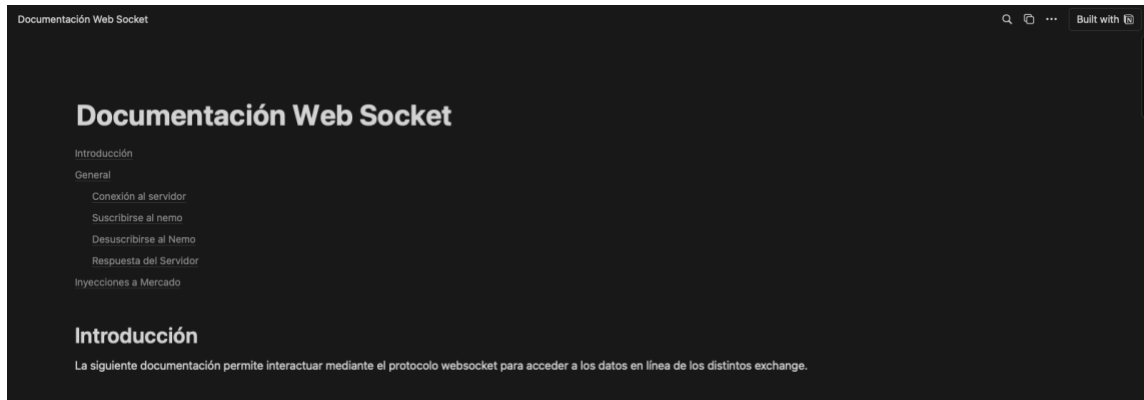 Documentación Web Socket
Built with
Documentación Web Socket
Introducción
General
Conexión al servidor
Suscribirse al nemo
Desuscribirse al Nemo
Respuesta del Servidor
Inyecciones a Mercado
Introducción
La siguiente documentación permite interactuar mediante el protocolo websocket para acceder a los datos en línea de los distintos exchange.